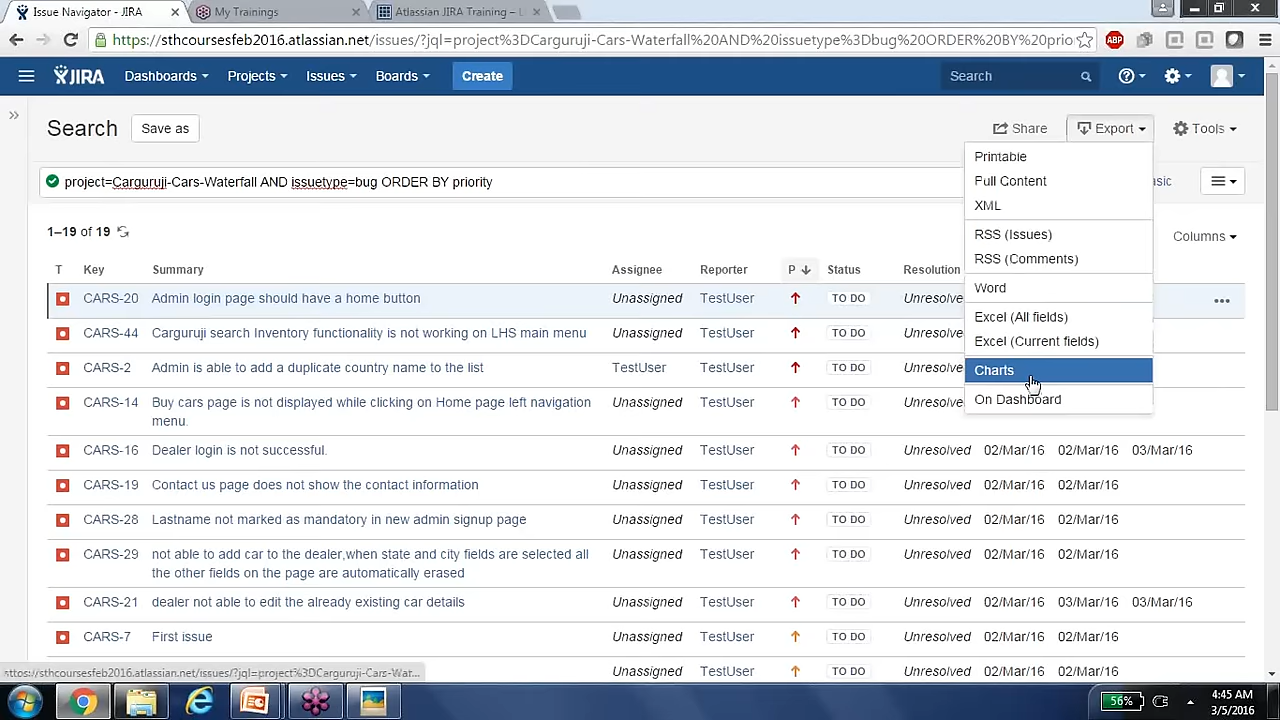 Issue Navigator - JIRA
My Trainings
Atlassian JIRA Training – L
https://sthcoursesfeb2016.atlassian.net/issues/?jql=project%3DCarguruji-Cars-Waterfall%20AND%20issuetype%3Dbug%20ORDER%20BY%20prio
ABP
JIRA Dashboards Projects Issues Boards Create Search
Search Save as Share Export Tools
project=Carguruji-Cars-Waterfall AND issuetype=bug ORDER BY priority
Printable
Full Content
XML
RSS (Issues)
RSS (Comments)
Word
Excel (All fields)
Excel (Current fields)
Charts
On Dashboard
1–19 of 19 Columns
T Key Summary Assignee Reporter P Status Resolution
CARS-20 Admin login page should have a home button Unassigned TestUser TO DO Unresolved
CARS-44 Carguruji search Inventory functionality is not working on LHS main menu Unassigned TestUser TO DO Unresolved
CARS-2 Admin is able to add a duplicate country name to the list TestUser TestUser TO DO Unresolved
CARS-14 Buy cars page is not displayed while clicking on Home page left navigation Unassigned TestUser TO DO Unresolved
menu.
CARS-16 Dealer login is not successful. Unassigned TestUser TO DO Unresolved 02/Mar/16 02/Mar/16 03/Mar/16
CARS-19 Contact us page does not show the contact information Unassigned TestUser TO DO Unresolved 02/Mar/16 02/Mar/16
CARS-28 Lastname not marked as mandatory in new admin signup page Unassigned TestUser TO DO Unresolved 02/Mar/16 02/Mar/16
CARS-29 not able to add car to the dealer,when state and city fields are selected all Unassigned TestUser TO DO Unresolved 02/Mar/16 02/Mar/16
the other fields on the page are automatically erased
CARS-21 dealer not able to edit the already existing car details Unassigned TestUser TO DO Unresolved 02/Mar/16 03/Mar/16 03/Mar/16
CARS-7 First issue Unassigned TestUser TO DO Unresolved 02/Mar/16 02/Mar/16
Unassigned TestUser TO DO Unresolved 02/Mar/16 02/Mar/16
sttps://sthcoursesfeb2016.atlassian.net/issues/?jql=project%3DCarguruji-Cars-Wat...
56% 4:45 AM
3/5/2016